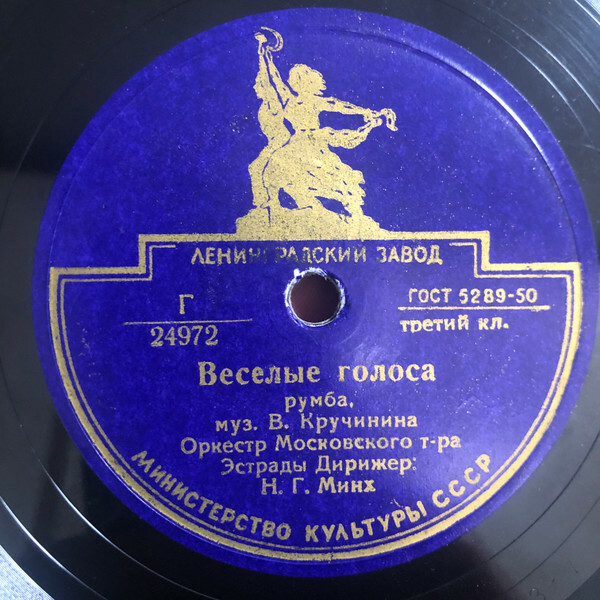 ЛЕНИНГРАДСКИЙ ЗАВОД
Г
24972
ГОСТ 5289-50
третий кл.
Веселые голоса
румба,
муз. В. Кручинина
Оркестр Московского т-ра
Эстрады Дирижер:
Н. Г. Минх
МИНИСТЕРСТВО КУЛЬТУРЫ СССР